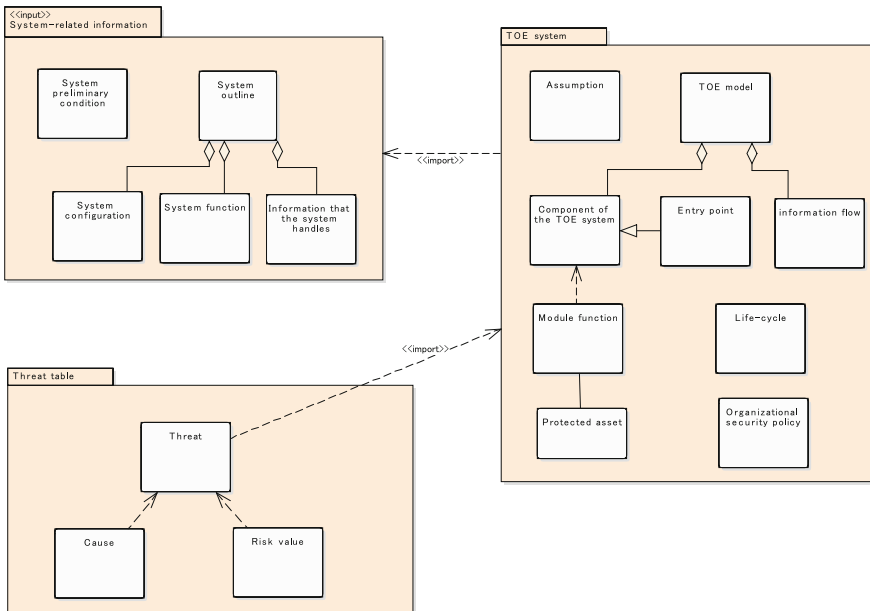 <<input>>
System-related information
System
preliminary
condition
System
outline
System
configuration
System function
Information that
the system
handles
<<import>>
TOE system
Assumption
TOE model
Component of
the TOE system
Entry point
information flow
Module function
Life-cycle
Protected asset
Organizational
security policy
<<import>>
Threat table
Threat
Cause
Risk value